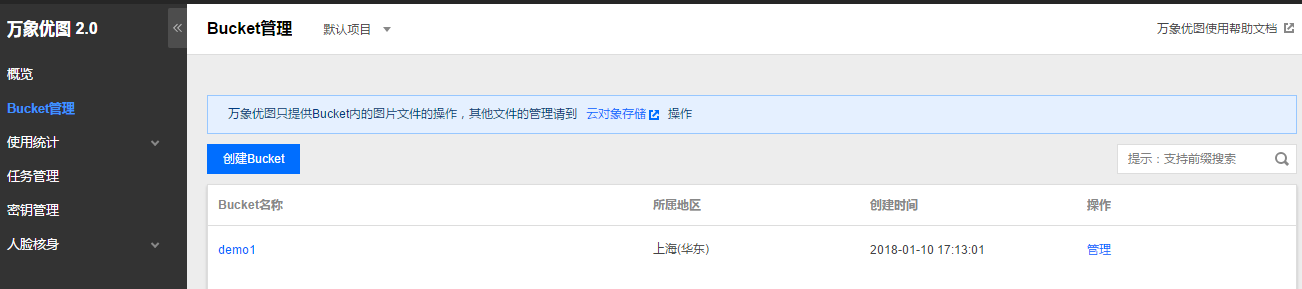 万象优图 2.0
概览
Bucket管理
使用统计
任务管理
密钥管理
人脸核身
Bucket管理 默认项目 万象优图使用帮助文档
万象优图只提供Bucket内的图片文件的操作，其他文件的管理请到 云对象存储 操作
创建Bucket 提示：支持前缀搜索
Bucket名称 所属地区 创建时间 操作
demo1 上海(华东) 2018-01-10 17:13:01 管理